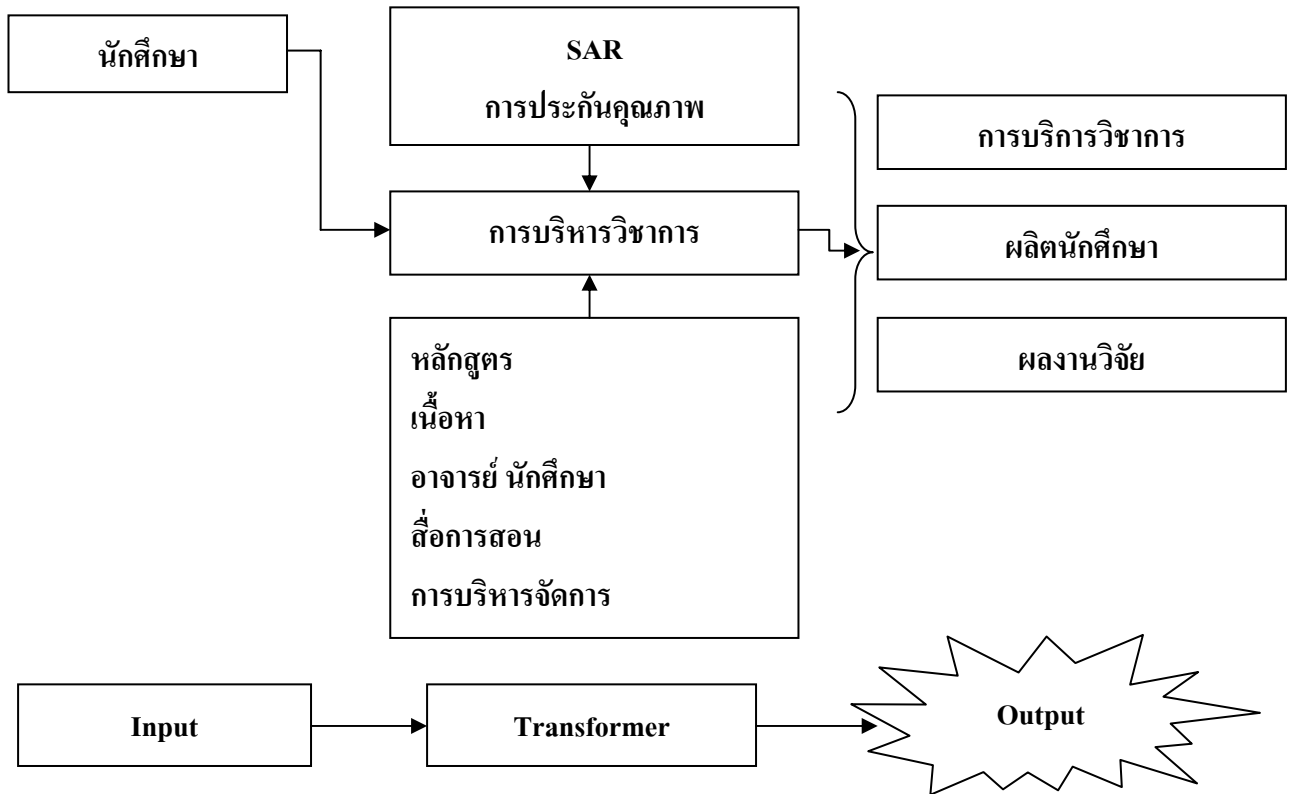 นักศึกษา
SAR
การประกันคุณภาพ
การบริการวิชาการ
การบริหารวิชาการ
ผลิตนักศึกษา
หลักสูตร
เนื้อหา
อาจารย์ นักศึกษา
สื่อการสอน
การบริหารจัดการ
ผลงานวิจัย
Input
Transformer
Output